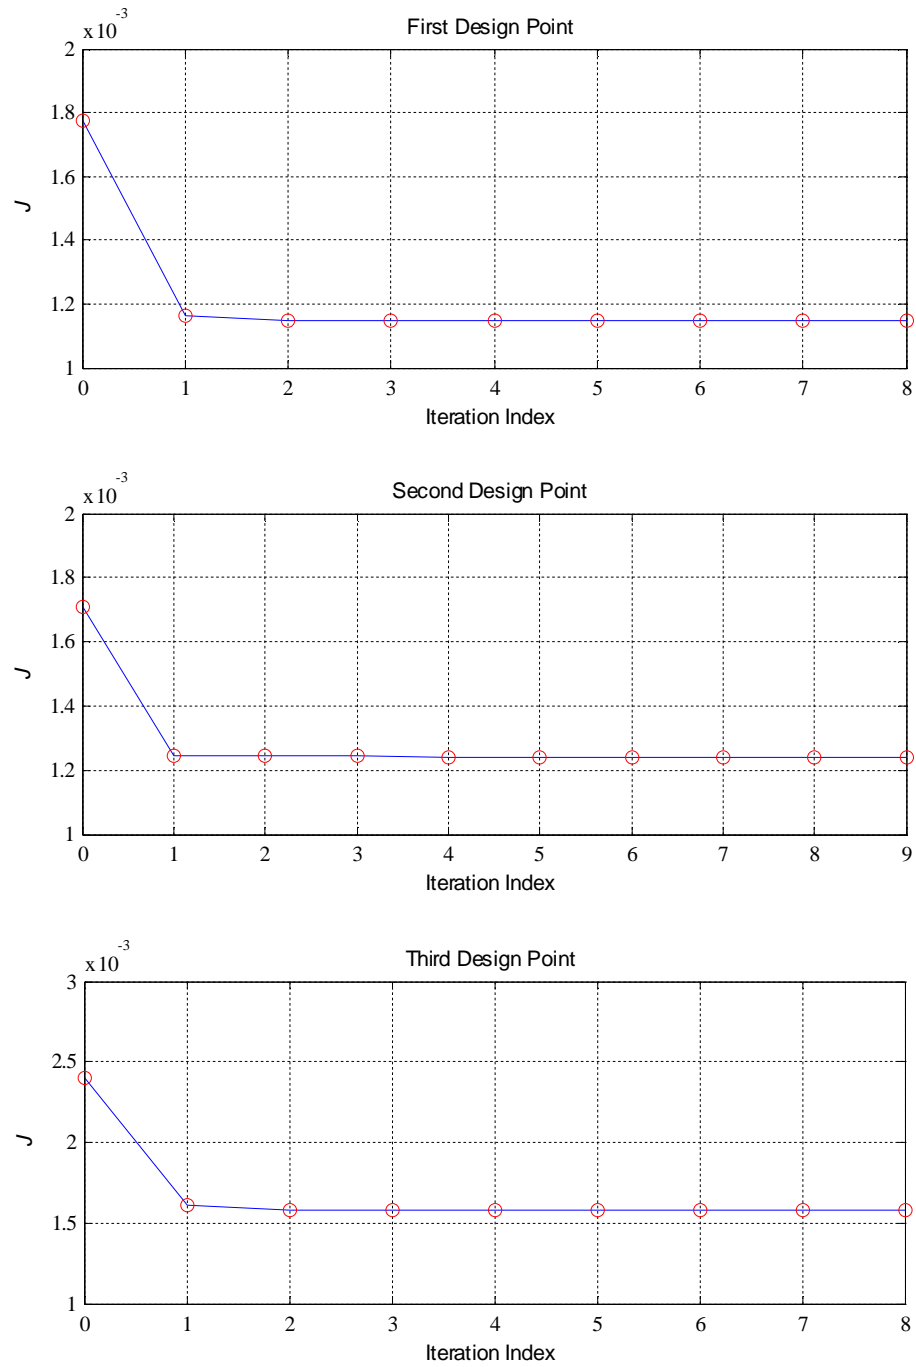 First Design Point
x 10-3
2
1.8
1.6
1.4
1.2
1
J
0 1 2 3 4 5 6 7 8
Iteration Index
Second Design Point
x 10-3
2
1.8
1.6
1.4
1.2
1
J
0 1 2 3 4 5 6 7 8 9
Iteration Index
Third Design Point
x 10-3
3
2.5
2
1.5
1
J
0 1 2 3 4 5 6 7 8
Iteration Index